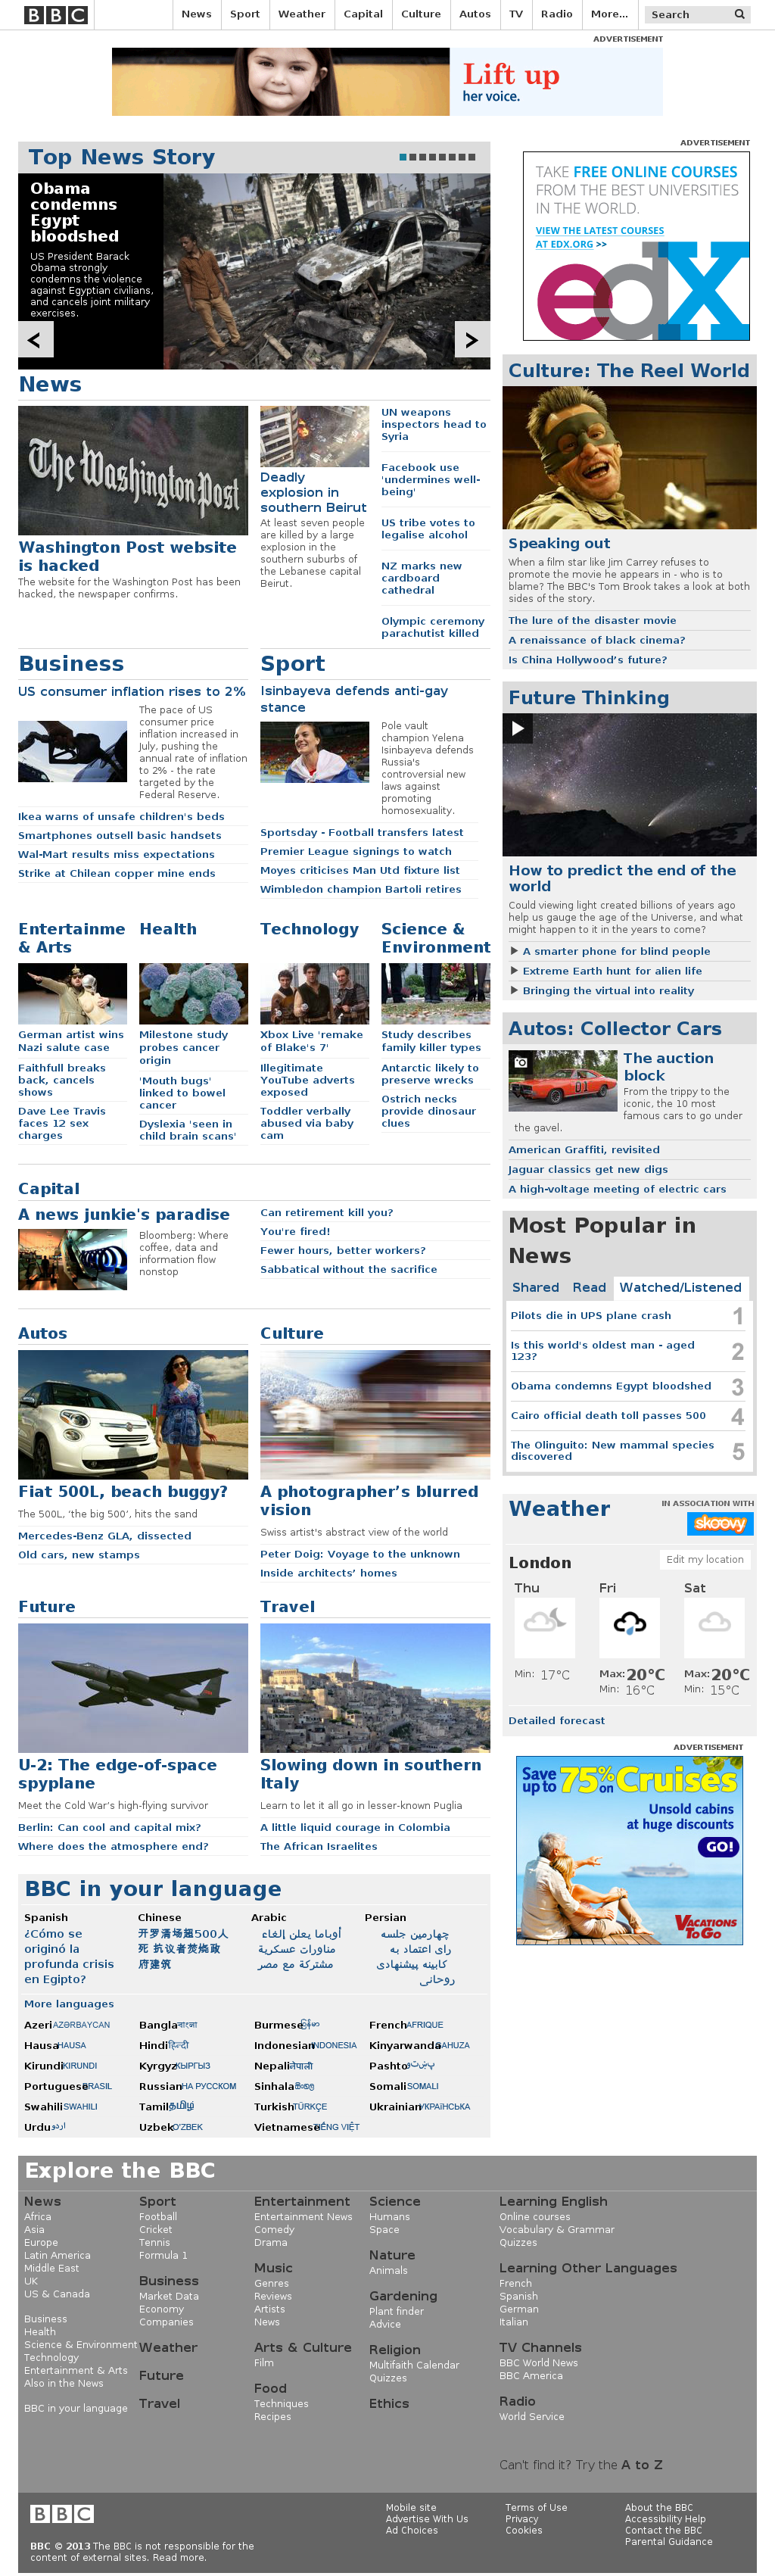 BBC
News Sport Weather Capital Culture Autos TV Radio More... Search
ADVERTISEMENT
Lift up
her voice.
Top News Story
Obama
condemns
Egypt
bloodshed
US President Barack
Obama strongly
condemns the violence
against Egyptian civilians,
and cancels joint military
exercises.
< >
News
The Washington Post
Washington Post website
is hacked
The website for the Washington Post has been
hacked, the newspaper confirms.
Deadly
explosion in
southern Beirut
At least seven people
are killed by a large
explosion in the
southern suburbs of
the Lebanese capital
Beirut.
UN weapons
inspectors head to
Syria
Facebook use
'undermines well-
being'
US tribe votes to
legalise alcohol
NZ marks new
cardboard
cathedral
Olympic ceremony
parachutist killed
Business
US consumer inflation rises to 2%
The pace of US
consumer price
inflation increased in
July, pushing the
annual rate of inflation
to 2% - the rate
targeted by the
Federal Reserve.
Ikea warns of unsafe children's beds
Smartphones outsell basic handsets
Wal-Mart results miss expectations
Strike at Chilean copper mine ends
Sport
Isinbayeva defends anti-gay
stance
Pole vault
champion Yelena
Isinbayeva defends
Russia's
controversial new
laws against
promoting
homosexuality.
Sportsday - Football transfers latest
Premier League signings to watch
Moyes criticises Man Utd fixture list
Wimbledon champion Bartoli retires
Entertainme
& Arts
German artist wins
Nazi salute case
Faithfull breaks
back, cancels
shows
Dave Lee Travis
faces 12 sex
charges
Health
Milestone study
probes cancer
origin
'Mouth bugs'
linked to bowel
cancer
Dyslexia 'seen in
child brain scans'
Technology
Xbox Live 'remake
of Blake's 7'
Illegitimate
YouTube adverts
exposed
Toddler verbally
abused via baby
cam
Science &
Environment
Study describes
family killer types
Antarctic likely to
preserve wrecks
Ostrich necks
provide dinosaur
clues
Capital
A news junkie's paradise
Bloomberg: Where
coffee, data and
information flow
nonstop
Can retirement kill you?
You're fired!
Fewer hours, better workers?
Sabbatical without the sacrifice
Autos
Fiat 500L, beach buggy?
The 500L, ‘the big 500’, hits the sand
Mercedes-Benz GLA, dissected
Old cars, new stamps
Culture
A photographer’s blurred
vision
Swiss artist's abstract view of the world
Peter Doig: Voyage to the unknown
Inside architects’ homes
Future
U-2: The edge-of-space
spyplane
Meet the Cold War's high-flying survivor
Berlin: Can cool and capital mix?
Where does the atmosphere end?
Travel
Slowing down in southern
Italy
Learn to let it all go in lesser-known Puglia
A little liquid courage in Colombia
The African Israelites
ADVERTISEMENT
TAKE FREE ONLINE COURSES
FROM THE BEST UNIVERSITIES
IN THE WORLD.
VIEW THE LATEST COURSES
AT EDX.ORG >>
edX
Culture: The Reel World
Speaking out
When a film star like Jim Carrey refuses to
promote the movie he appears in - who is to
blame? The BBC's Tom Brook takes a look at both
sides of the story.
The lure of the disaster movie
A renaissance of black cinema?
Is China Hollywood’s future?
Future Thinking
How to predict the end of the
world
Could viewing light created billions of years ago
help us gauge the age of the Universe, and what
might happen to it in the years to come?
A smarter phone for blind people
Extreme Earth hunt for alien life
Bringing the virtual into reality
Autos: Collector Cars
01
The auction
block
From the trippy to the
iconic, the 10 most
famous cars to go under
the gavel.
American Graffiti, revisited
Jaguar classics get new digs
A high-voltage meeting of electric cars
Most Popular in
News
Shared Read Watched/Listened
Pilots die in UPS plane crash 1
Is this world's oldest man - aged
123? 2
Obama condemns Egypt bloodshed 3
Cairo official death toll passes 500 4
The Olinguito: New mammal species
discovered 5
Weather
IN ASSOCIATION WITH
skoovy
London
Edit my location
Thu Fri Sat
Min: 17°C Max: 20°C Max: 20°C
Min: 16°C Min: 15°C
Detailed forecast
ADVERTISEMENT
Save up to 75% on Cruises
Unsold cabins
at huge discounts
GO!
VACATIONS To GO
BBC in your language
Spanish
¿Cómo se
originó la
profunda crisis
en Egipto?
Chinese
开罗清场超500人
死 抗议者焚烧政
府建筑
Arabic
أوباما يعلن إلغاء
مناورات عسكرية
مشتركة مع مصر
Persian
چهارمین جلسه
رای اعتماد به
کابینه پیشنهادی
روحانی
More languages
Azeri AZƏRBAYCAN Bangla বাংলা Burmese French AFRIQUE
Hausa HAUSA Hindi हिन्दी Indonesian INDONESIA Kinyarwanda GAHUZA
Kirundi KIRUNDI Kyrgyz КЫРГЫЗ Nepali नेपाली Pashto پښتو
Portuguese BRASIL Russian НА РУССКОМ Sinhala සිංහල Somali SOMALI
Swahili SWAHILI Tamil தமிழ் Turkish TÜRKÇE Ukrainian УКРАЇНСЬКА
Urdu اردو Uzbek O'ZBEK Vietnamese TIẾNG VIỆT
Explore the BBC
News
Africa
Asia
Europe
Latin America
Middle East
UK
US & Canada
Business
Health
Science & Environment
Technology
Entertainment & Arts
Also in the News
BBC in your language
Sport
Football
Cricket
Tennis
Formula 1
Business
Market Data
Economy
Companies
Weather
Future
Travel
Entertainment
Entertainment News
Comedy
Drama
Music
Genres
Reviews
Artists
News
Arts & Culture
Film
Food
Techniques
Recipes
Science
Humans
Space
Nature
Animals
Gardening
Plant finder
Advice
Religion
Multifaith Calendar
Quizzes
Ethics
Learning English
Online courses
Vocabulary & Grammar
Quizzes
Learning Other Languages
French
Spanish
German
Italian
TV Channels
BBC World News
BBC America
Radio
World Service
Can't find it? Try the A to Z
BBC
BBC © 2013 The BBC is not responsible for the
content of external sites. Read more.
Mobile site
Advertise With Us
Ad Choices
Terms of Use
Privacy
Cookies
About the BBC
Accessibility Help
Contact the BBC
Parental Guidance